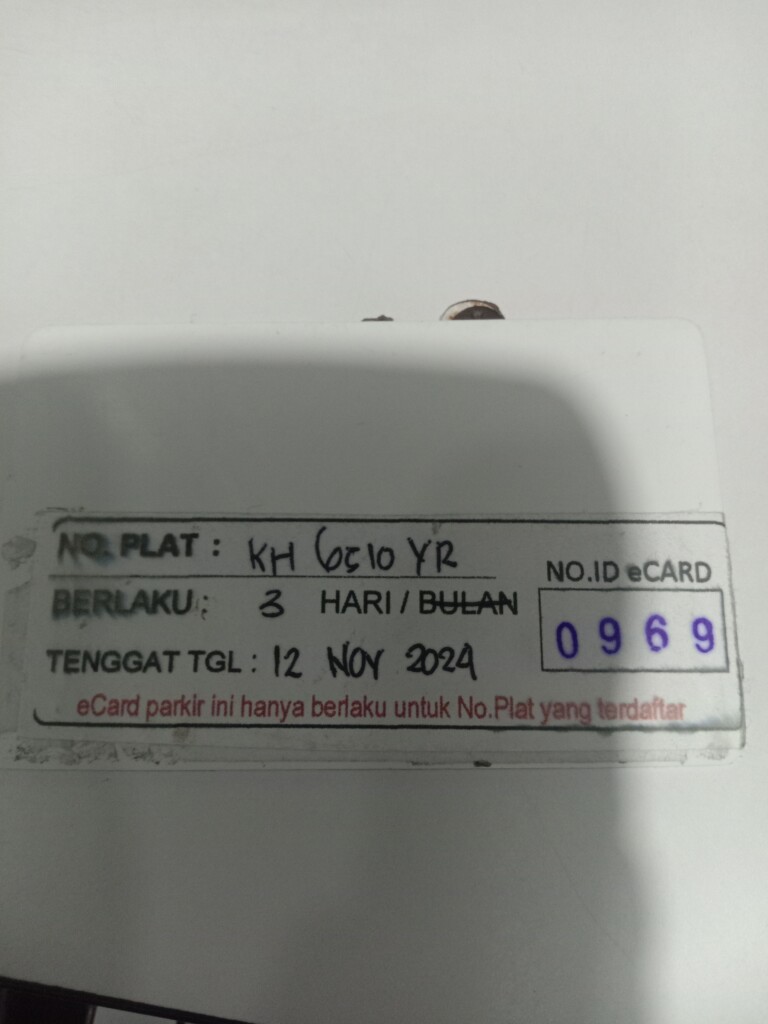 NO. PLAT : KH 6510 YR
BERLAKU : 3 HARI / BULAN
NO.ID eCARD
0969
TENGGAT TGL : 12 NOV 2024
eCard parkir ini hanya berlaku untuk No.Plat yang terdaftar